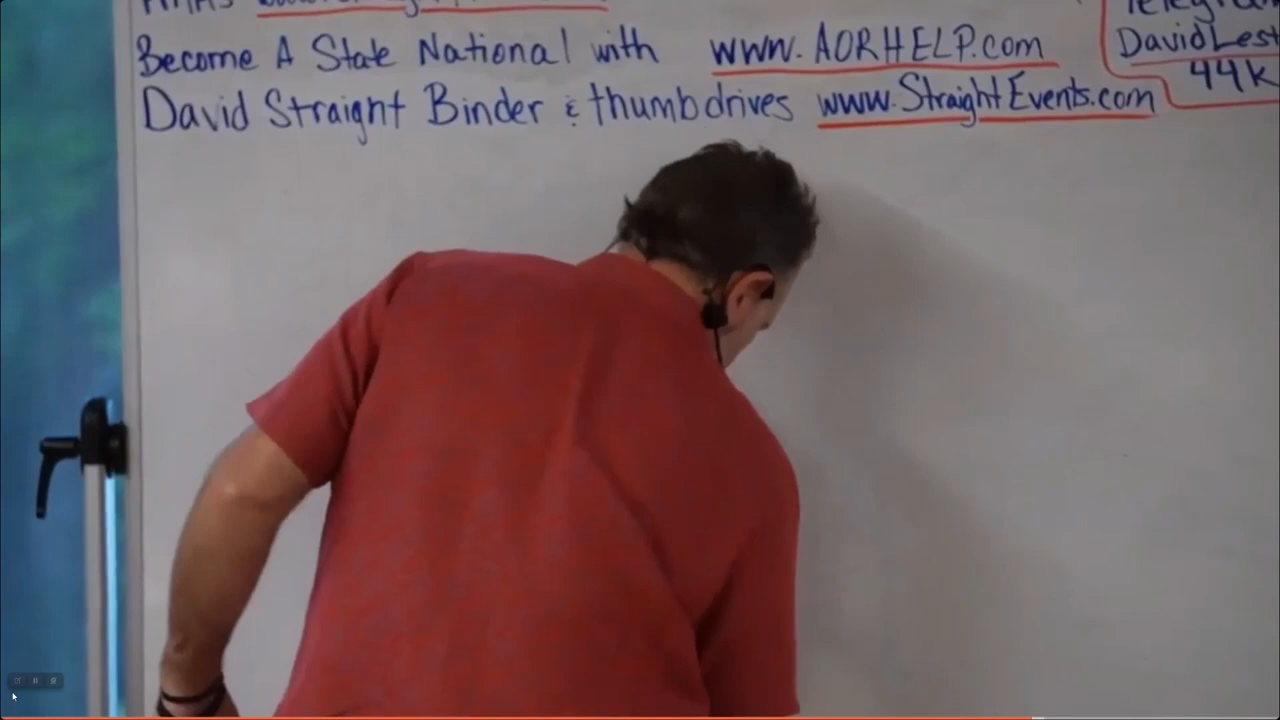 Become A State National with www.AORHELP.com
David Straight Binder & thumbdrives www.StraightEvents.com
Telegram
DavidLest
44K